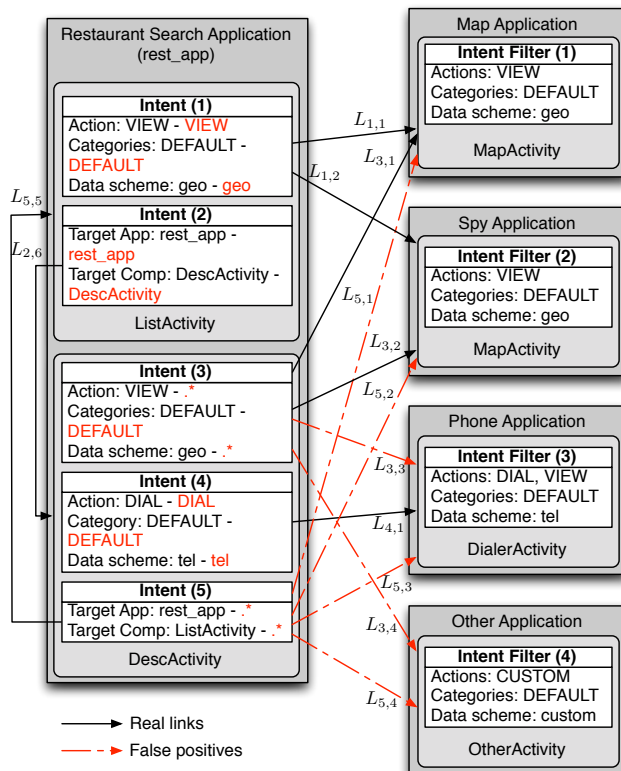 Restaurant Search Application
(rest_app)
Intent (1)
Action: VIEW - VIEW
Categories: DEFAULT -
DEFAULT
Data scheme: geo - geo
Intent (2)
Target App: rest_app -
rest_app
Target Comp: DescActivity -
DescActivity
ListActivity
Intent (3)
Action: VIEW - .*
Categories: DEFAULT -
DEFAULT
Data scheme: geo - .*
Intent (4)
Action: DIAL - DIAL
Category: DEFAULT -
DEFAULT
Data scheme: tel - tel
Intent (5)
Target App: rest_app - .*
Target Comp: ListActivity - .*
DescActivity
L5,5
L2,6
L1,1
L3,1
L1,2
L5,1
L3,2
L5,2
L3,3
L4,1
L5,3
L3,4
L5,4
Map Application
Intent Filter (1)
Actions: VIEW
Categories: DEFAULT
Data scheme: geo
MapActivity
Spy Application
Intent Filter (2)
Actions: VIEW
Categories: DEFAULT
Data scheme: geo
MapActivity
Phone Application
Intent Filter (3)
Actions: DIAL, VIEW
Categories: DEFAULT
Data scheme: tel
DialerActivity
Other Application
Intent Filter (4)
Actions: CUSTOM
Categories: DEFAULT
Data scheme: custom
OtherActivity
Real links
False positives